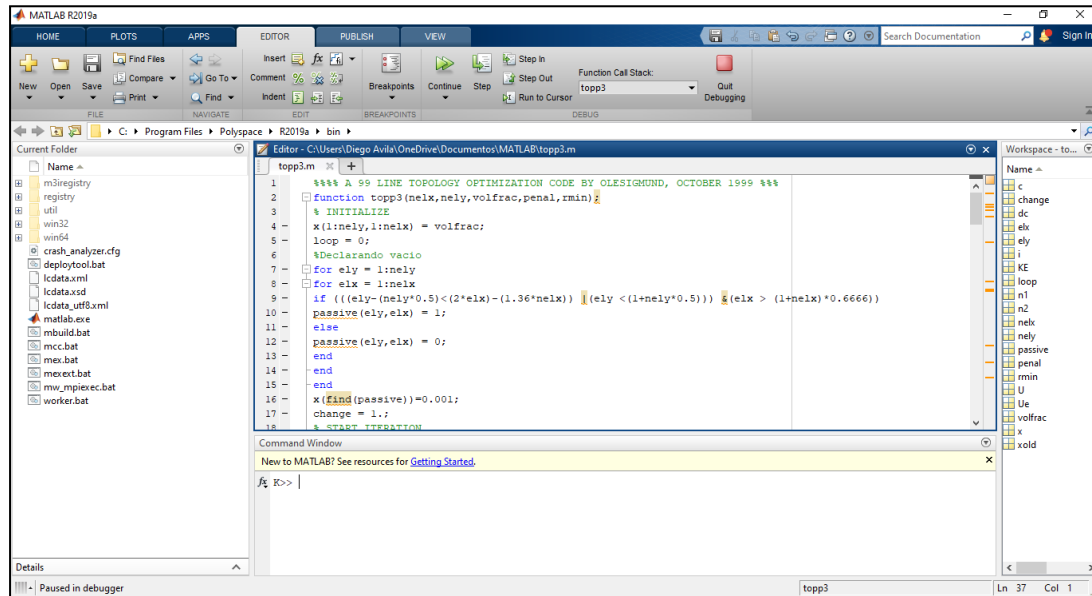 MATLAB R2019a
HOME PLOTS APPS EDITOR PUBLISH VIEW Search Documentation Sign In
New Open Save Find Files Compare Print Go To Find Insert Comment Indent fx Breakpoints Continue Step Step In Step Out Run to Cursor Function Call Stack: topp3 Quit Debugging
FILE NAVIGATE EDIT BREAKPOINTS DEBUG
C: Program Files Polyspace R2019a bin
Current Folder
Name
m3iregistry
registry
util
win32
win64
crash_analyzer.cfg
deploytool.bat
lcdata.xml
lcdata.xsd
lcdata_utf8.xml
matlab.exe
mbuild.bat
mcc.bat
mex.bat
mexext.bat
mw_mpiexec.bat
worker.bat
Details
Editor - C:\Users\Diego Avila\OneDrive\Documentos\MATLAB\topp3.m
topp3.m
1 %%%% A 99 LINE TOPOLOGY OPTIMIZATION CODE BY OLESIGMUND, OCTOBER 1999 %%%
2 function topp3(nelx,nely,volfrac,penal,rmin);
3 % INITIALIZE
4 - x(1:nely,1:nelx) = volfrac;
5 - loop = 0;
6 %Declarando vacio
7 - for ely = 1:nely
8 - for elx = 1:nelx
9 - if (((ely-(nely*0.5)<(2*elx)-(1.36*nelx)) |(ely <(1+nely*0.5))) &(elx > (1+nelx)*0.6666))
10 - passive(ely,elx) = 1;
11 - else
12 - passive(ely,elx) = 0;
13 - end
14 - end
15 - end
16 - x(find(passive))=0.001;
17 - change = 1.;
18 % START ITERATION
Command Window
New to MATLAB? See resources for Getting Started.
fx K>>
Workspace - to...
Name
c
change
dc
elx
ely
i
KE
loop
n1
n2
nelx
nely
passive
penal
rmin
U
Ue
volfrac
x
xold
Paused in debugger topp3 Ln 37 Col 1